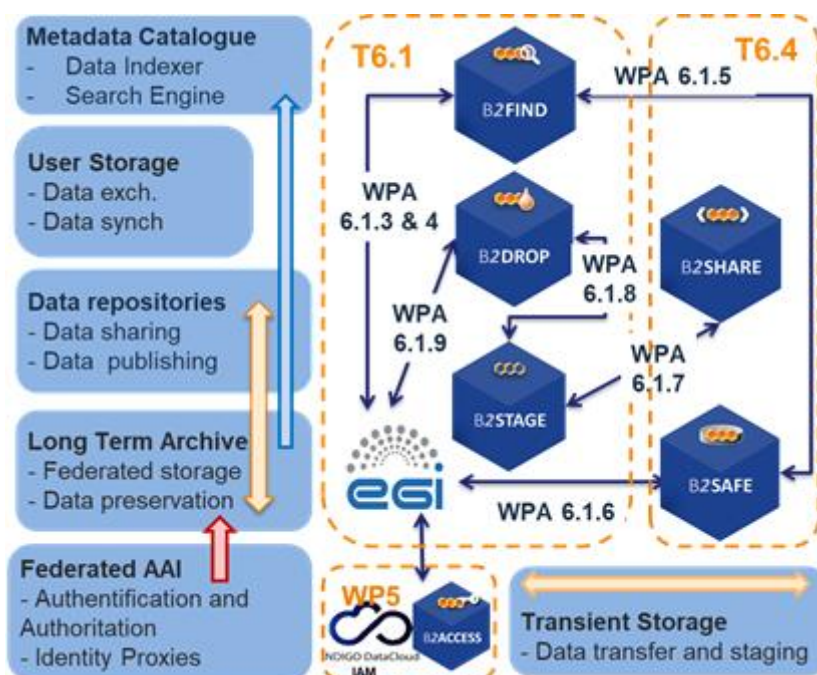 Metadata Catalogue
- Data Indexer
- Search Engine
User Storage
- Data exch.
- Data synch
Data repositories
- Data sharing
- Data publishing
Long Term Archive
- Federated storage
- Data preservation
Federated AAI
- Authentification and
Authoritation
- Identity Proxies
T6.1
T6.4
B2FIND
WPA 6.1.5
WPA
6.1.3 & 4
B2DROP
WPA
6.1.8
B2SHARE
WPA
6.1.9
WPA
6.1.7
B2STAGE
egi
B2SAFE
WPA 6.1.6
WP5
B2ACCESS
NDIGO DataCloud
IAM
Transient Storage
- Data transfer and staging